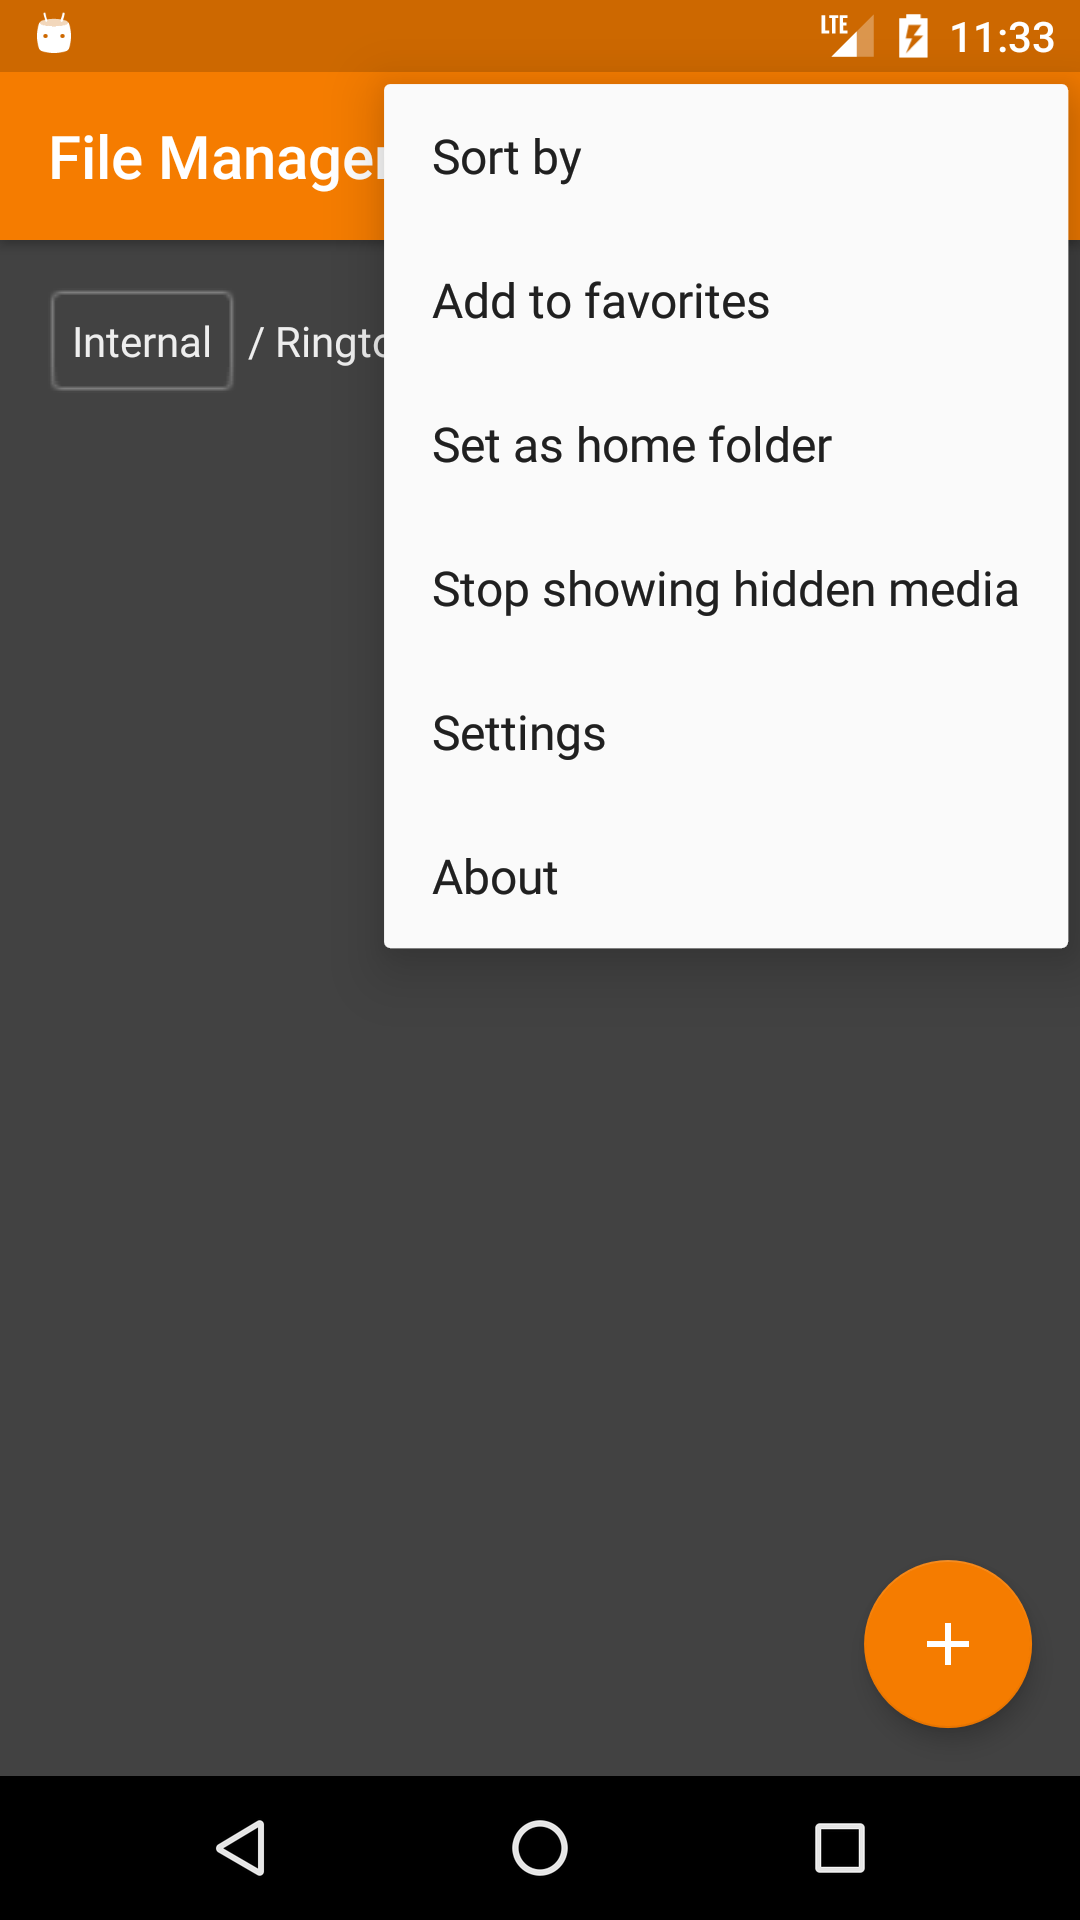 LTE 11:33
File Manager
Sort by
Internal / Ringto
Add to favorites
Set as home folder
Stop showing hidden media
Settings
About